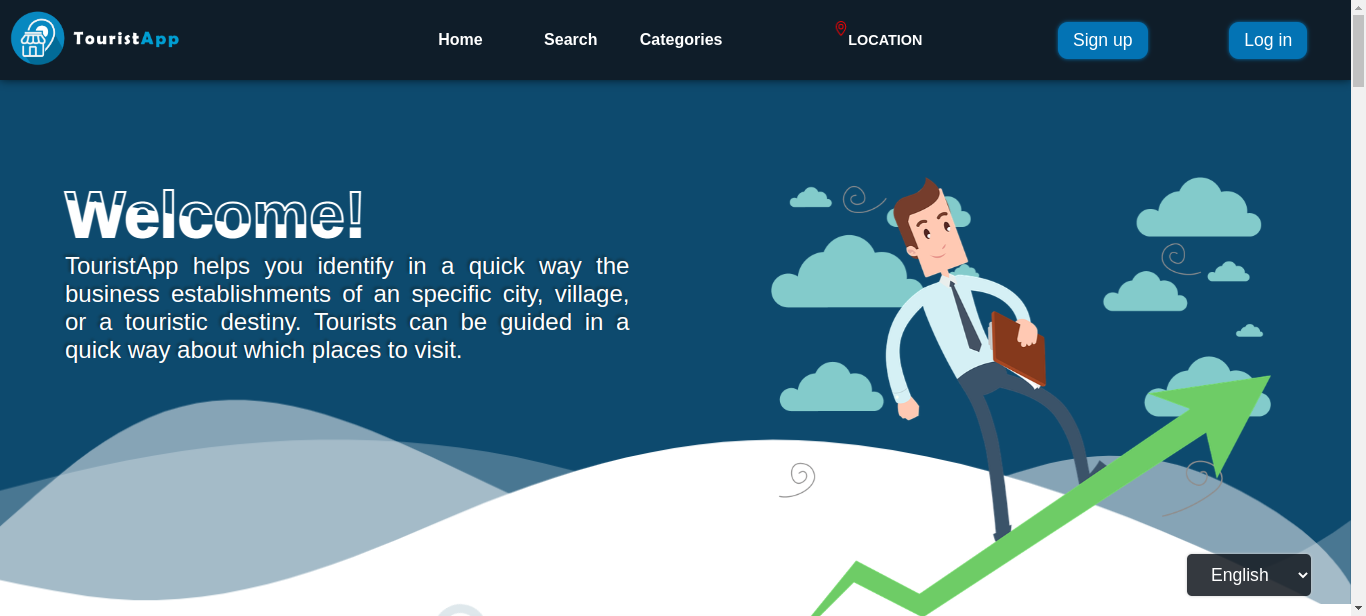 TouristApp
Home
Search
Categories
LOCATION
Sign up
Log in
Welcome!
TouristApp helps you identify in a quick way the
business establishments of an specific city, village,
or a touristic destiny. Tourists can be guided in a
quick way about which places to visit.
English